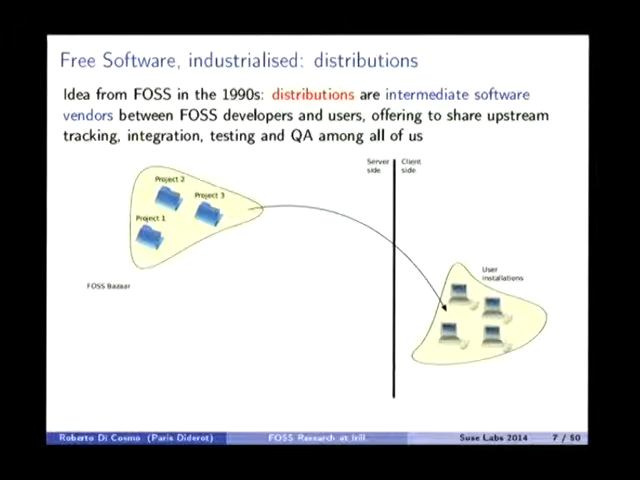 Free Software, industrialised: distributions
Idea from FOSS in the 1990s: distributions are intermediate software
vendors between FOSS developers and users, offering to share upstream
tracking, integration, testing and QA among all of us
Server side
Client side
Project 2
Project 3
Project 1
User
installations
FOSS Bazaar
Roberto Di Cosmo (Paris Diderot)
FOSS Research at Irill
Suse Labs 2014
7 / 50